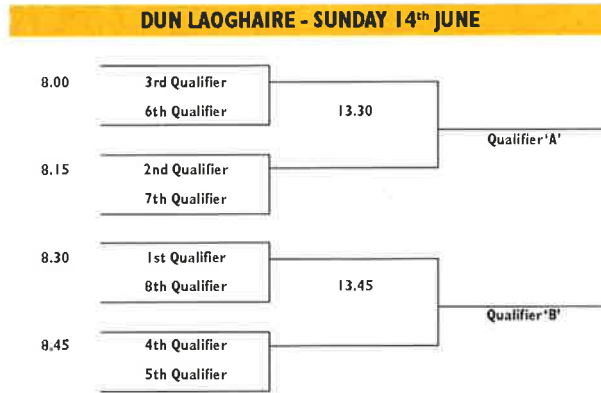 DUN LAOGHAIRE - SUNDAY 14th JUNE
8.00 3rd Qualifier
6th Qualifier
13.30
Qualifier 'A'
8.15 2nd Qualifier
7th Qualifier
8.30 1st Qualifier
8th Qualifier
13.45
Qualifier 'B'
8.45 4th Qualifier
5th Qualifier